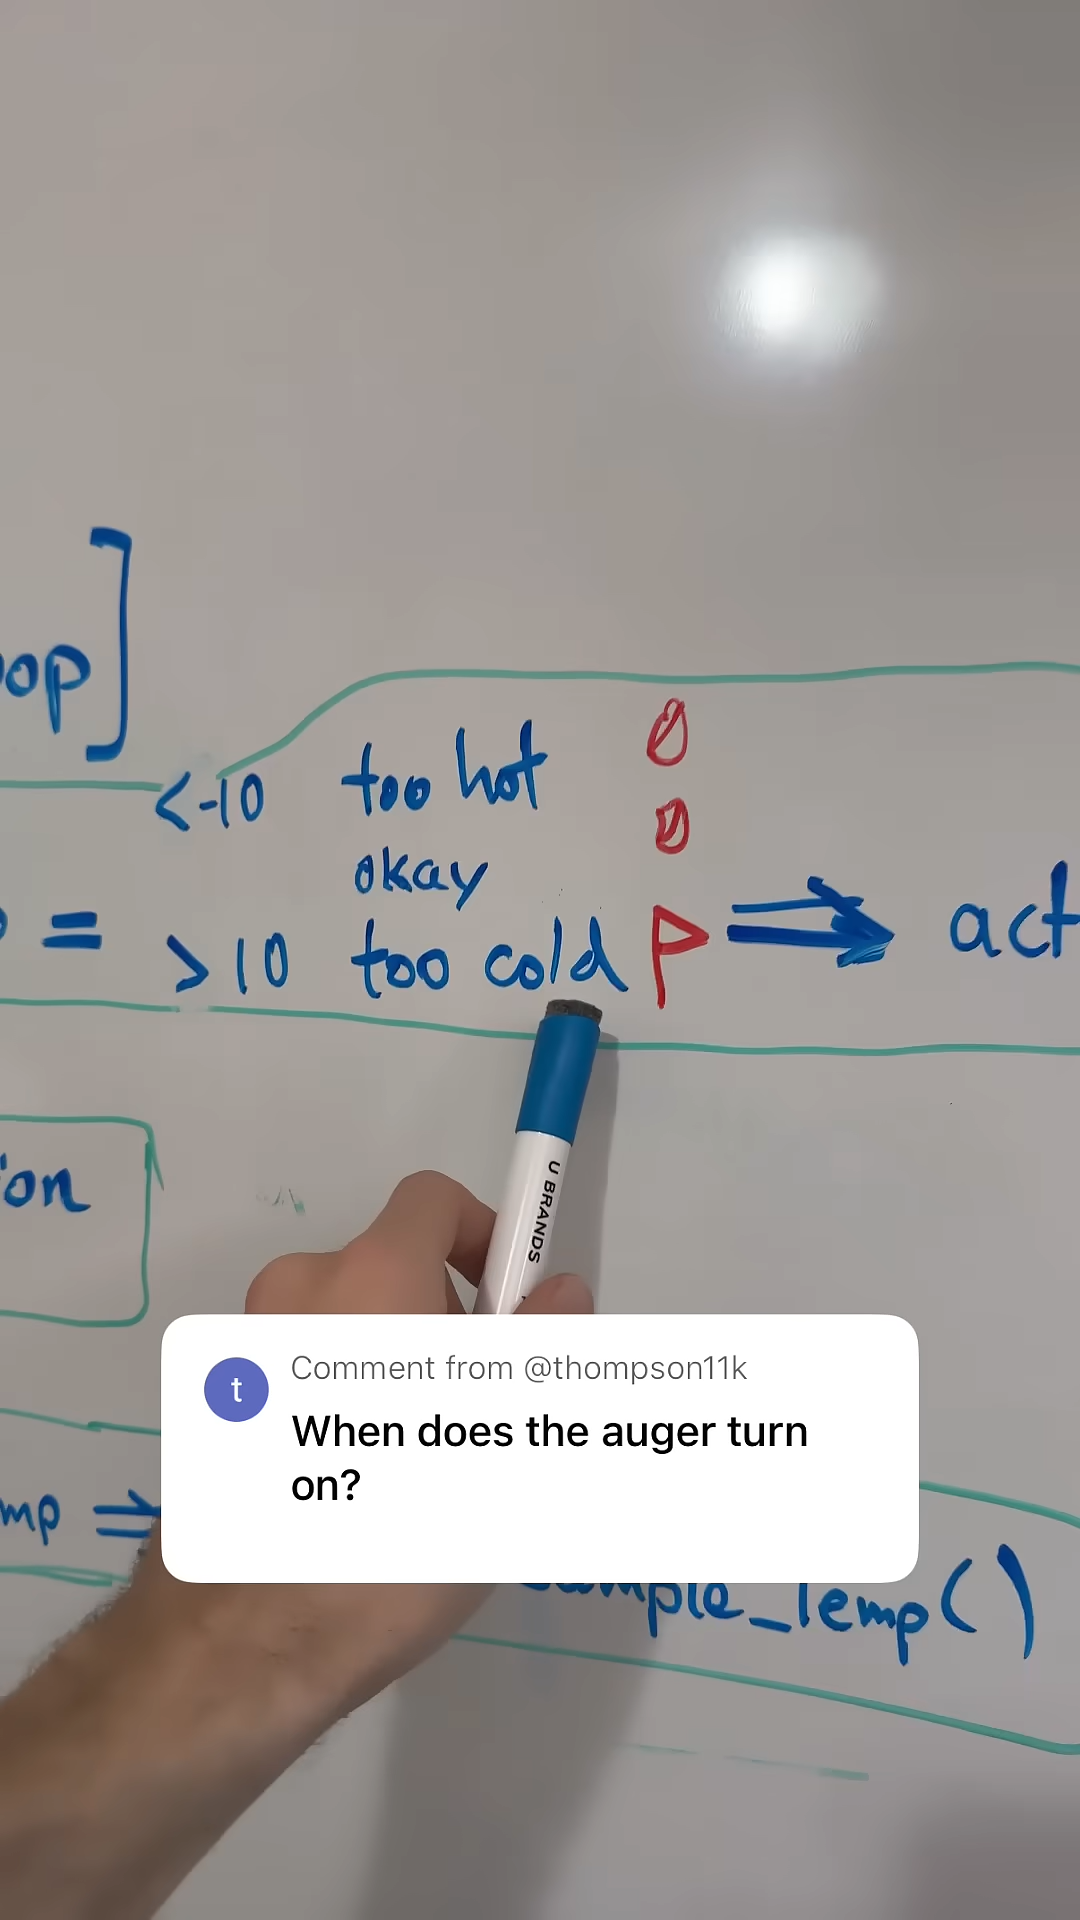 op]
<-10 too hot 0
okay 0
= >10 too cold P ⇒ act
on
U BRANDS
Comment from @thompson11k
t
When does the auger turn
on?
mp ⇒
sample_Temp()